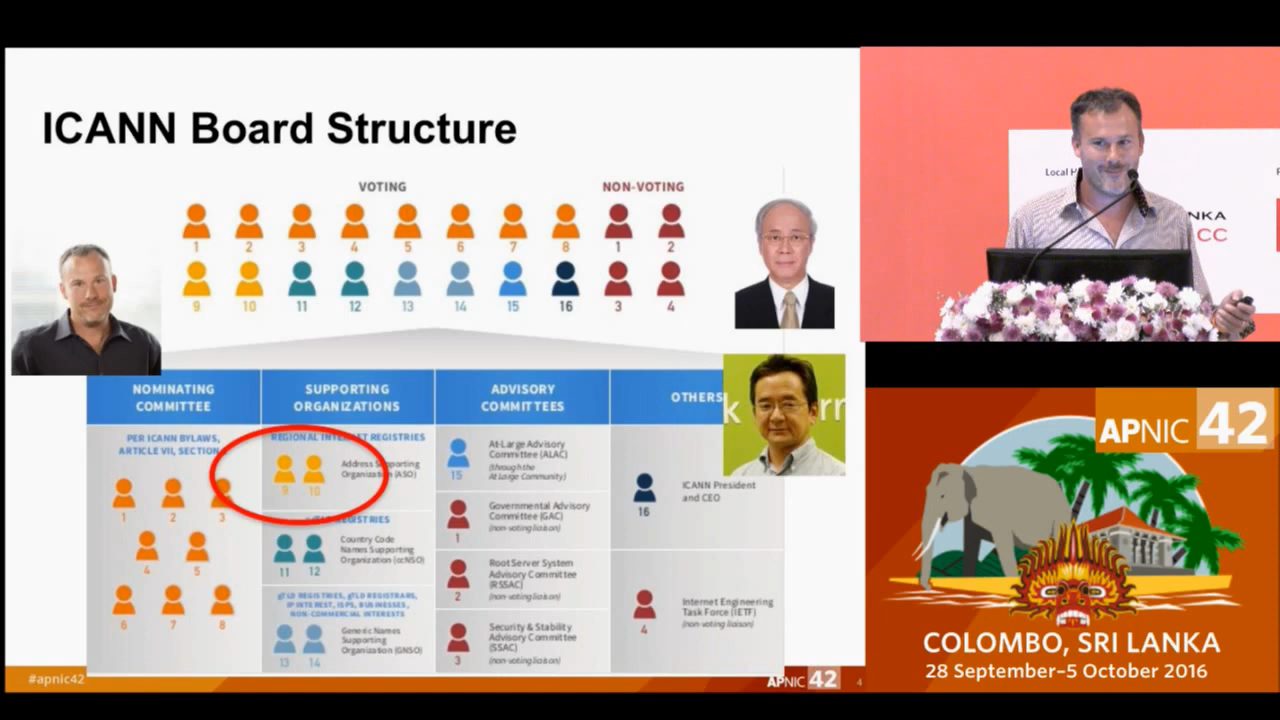 ICANN Board Structure
VOTING
NON-VOTING
1 2 3 4 5 6 7 8 1 2
9 10 11 12 13 14 15 16 3 4
NOMINATING
COMMITTEE
SUPPORTING
ORGANIZATIONS
ADVISORY
COMMITTEES
OTHERS
PER ICANN BYLAWS,
ARTICLE VII, SECTION
1 2 3
4 5
6 7 8
REGIONAL INTERNET REGISTRIES
9 10
Address Supporting
Organization (ASO)
REGISTRIES
11 12
Country Code
Names Supporting
Organization (ccNSO)
gTLD REGISTRIES, gTLD REGISTRARS,
IP INTEREST, ISPS, BUSINESSES,
NON-COMMERCIAL INTERESTS
13 14
Generic Names
Supporting
Organization (GNSO)
15
At-Large Advisory
Committee (ALAC)
(through the
At Large Community)
1
Governmental Advisory
Committee (GAC)
(non-voting liaison)
2
Root Server System
Advisory Committee
(RSSAC)
(non-voting liaison)
3
Security & Stability
Advisory Committee
(SSAC)
(non-voting liaison)
16
ICANN President
and CEO
4
Internet Engineering
Task Force (IETF)
(non-voting liaison)
#apnic42
APNIC 42
4
Local H
NKA
CC
APNIC 42
COLOMBO, SRI LANKA
28 September–5 October 2016